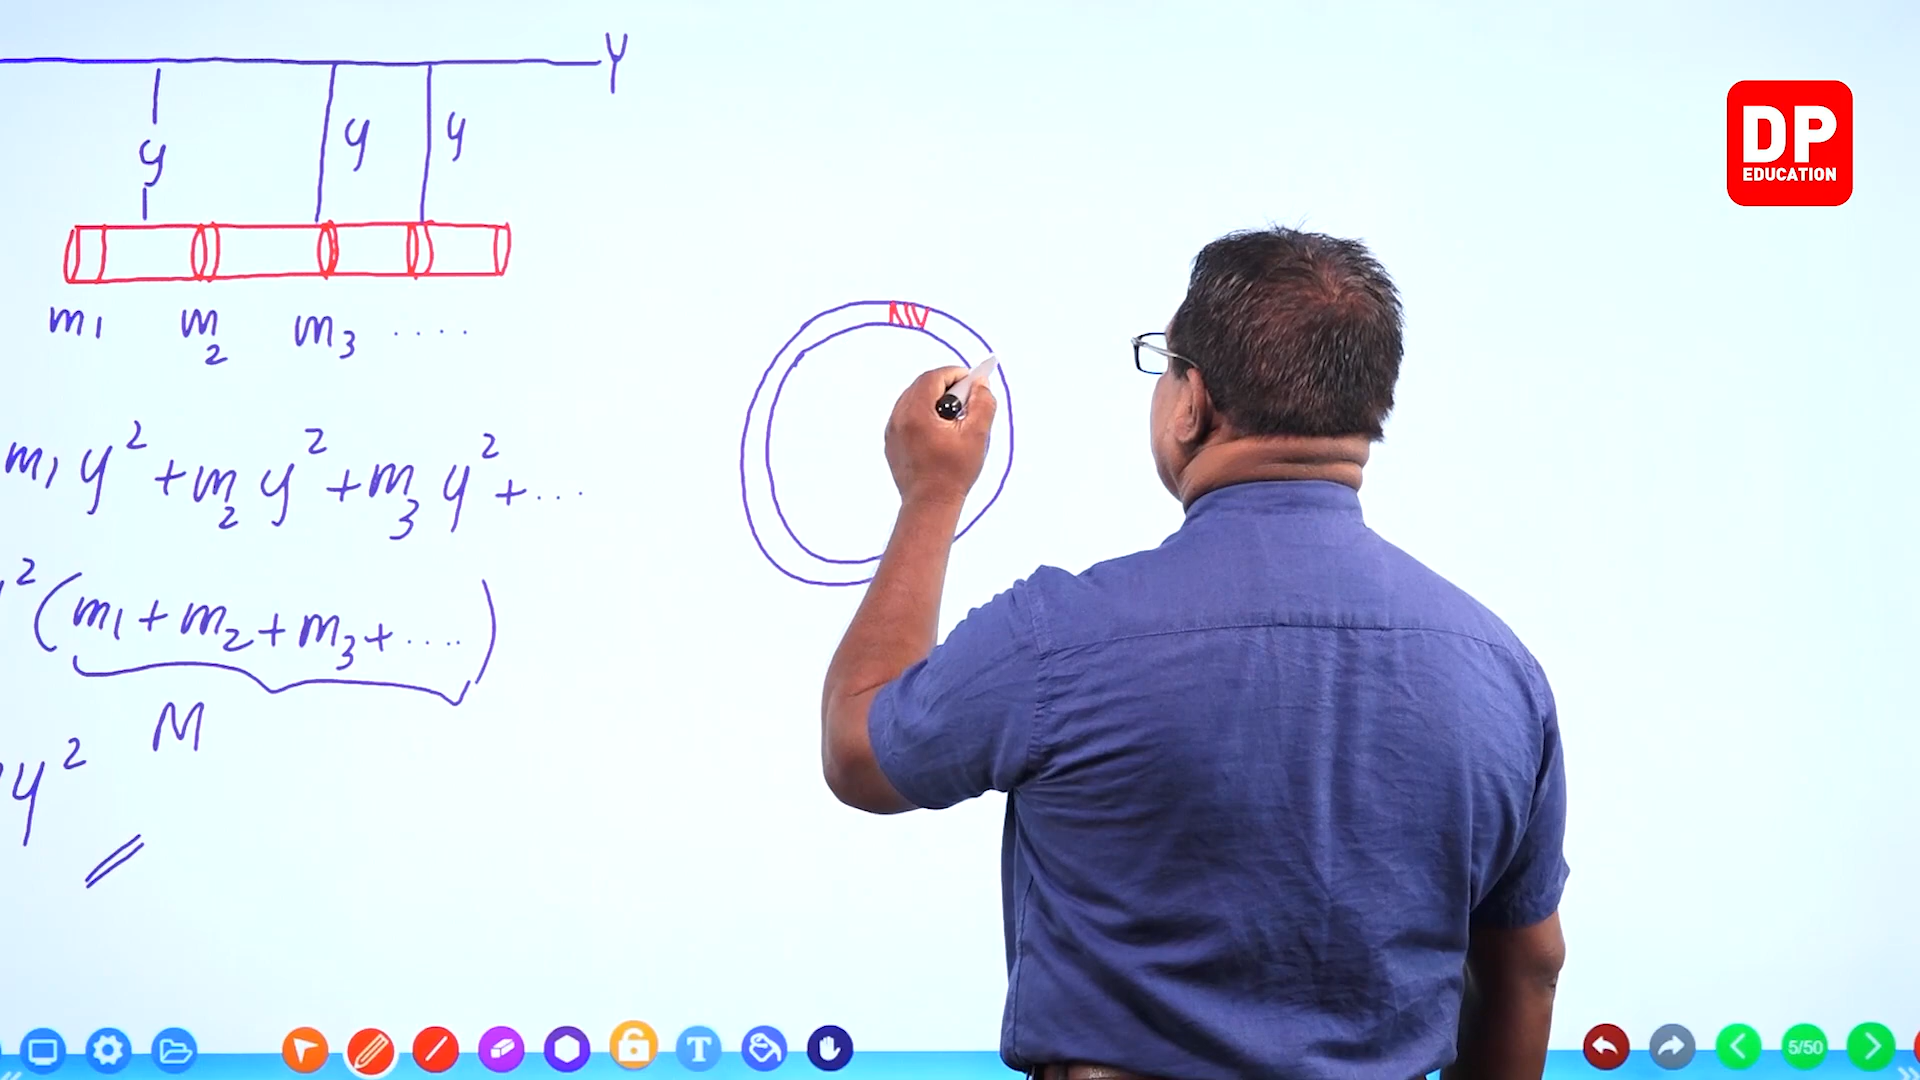 Y
y y y
m1 m2 m3 ....
m1 y² + m2 y² + m3 y² + ...
² (m1 + m2 + m3 + ....)
M
y²
DP
EDUCATION
T
5/50